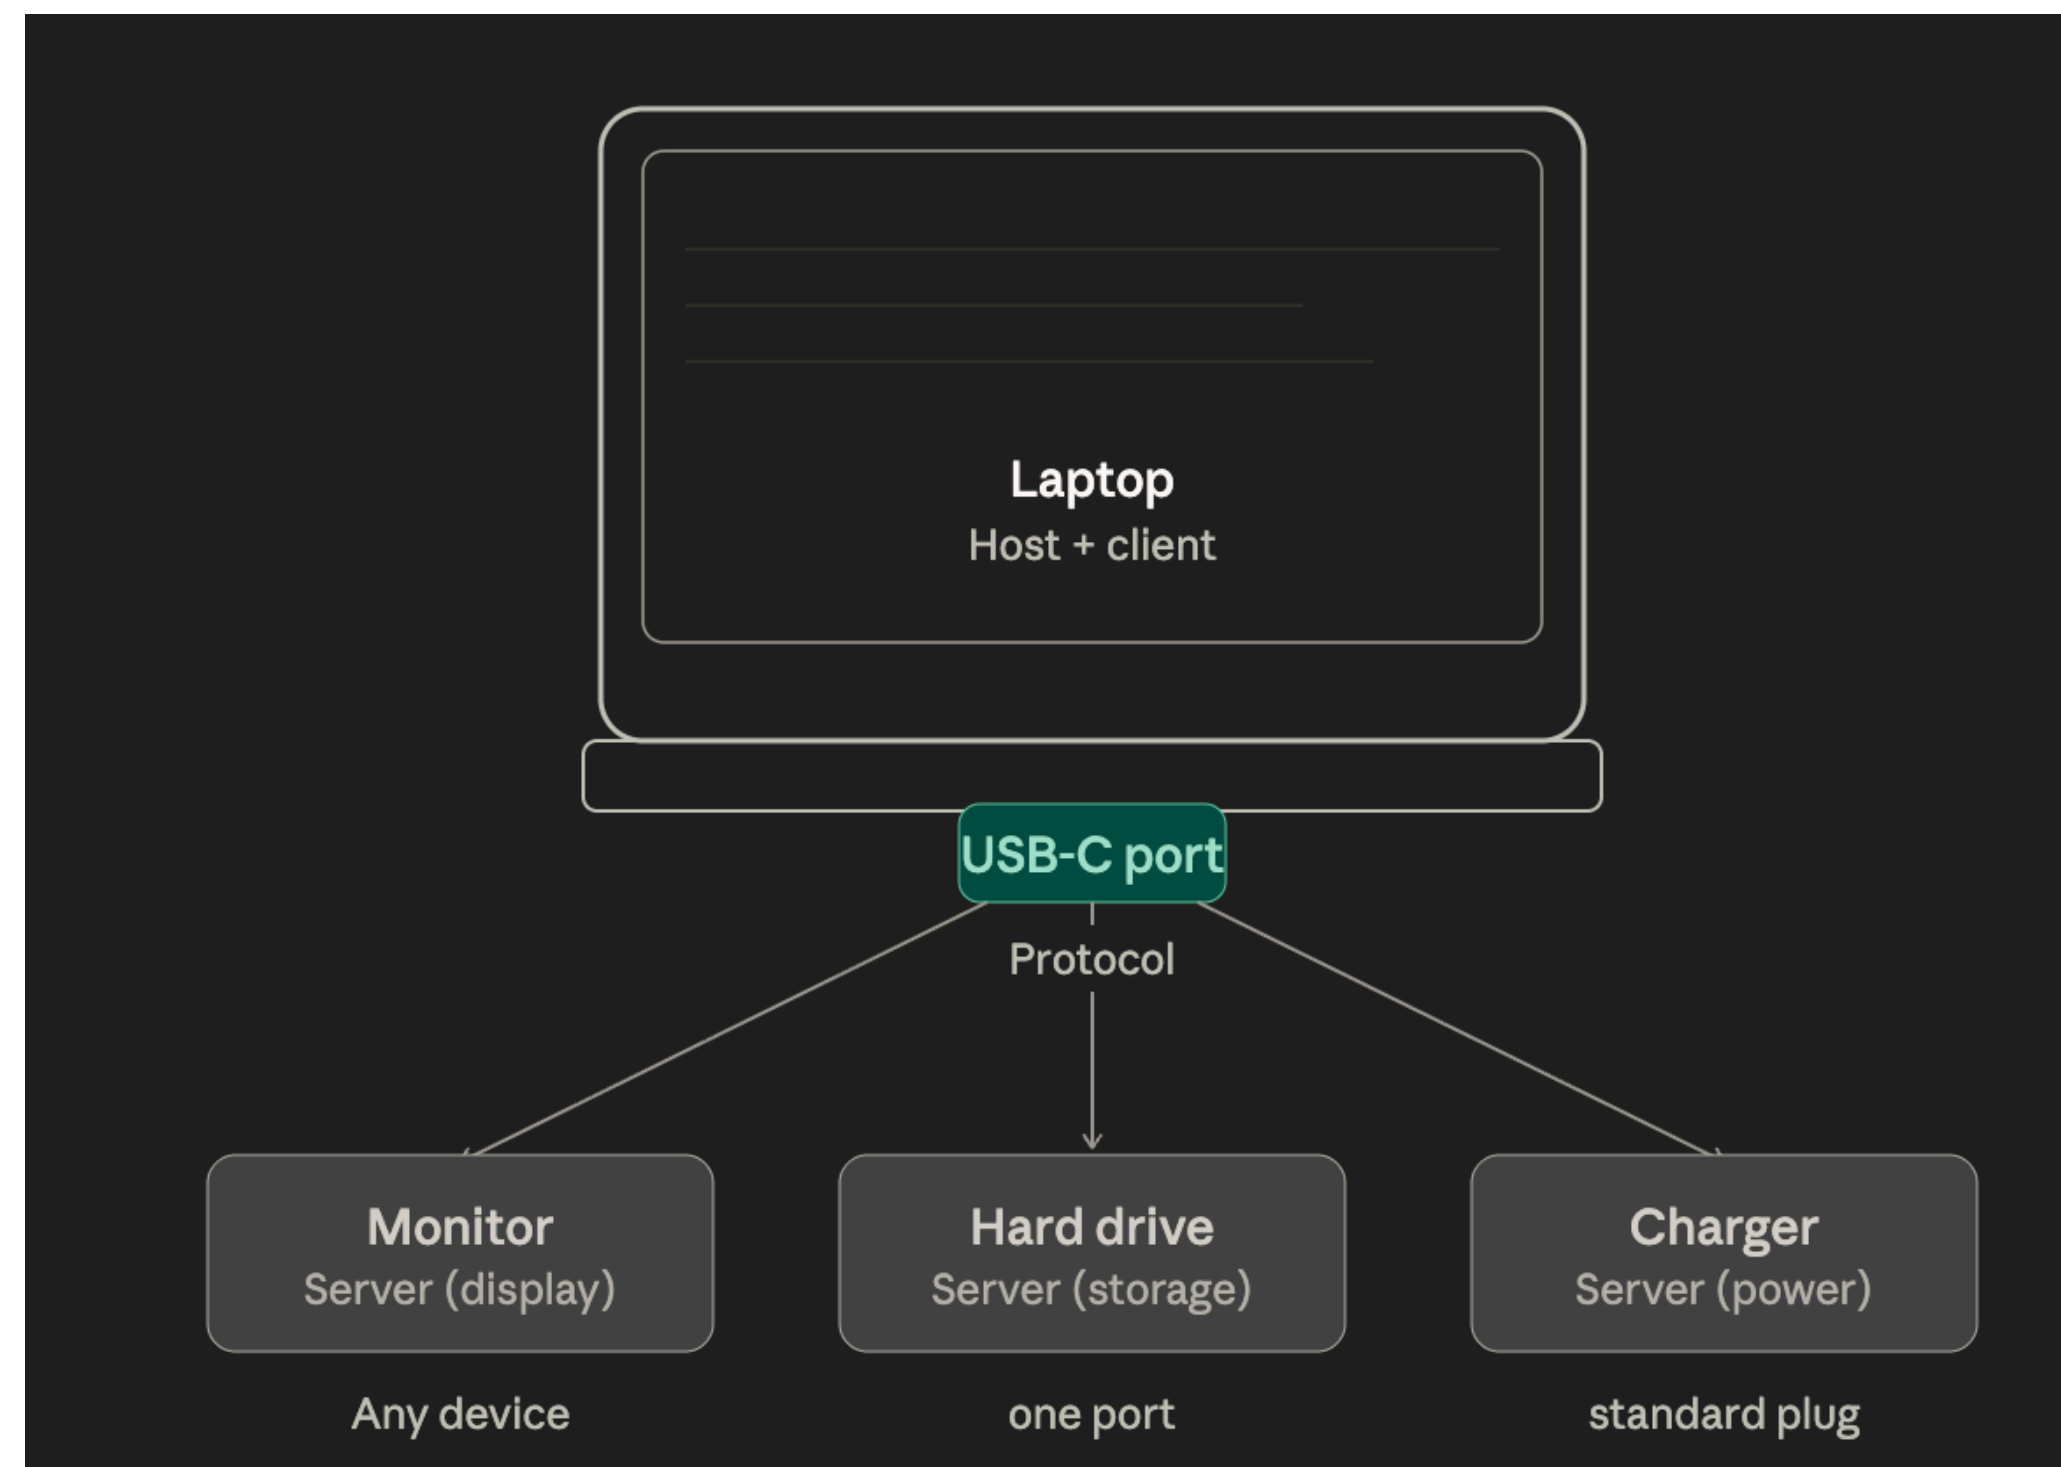 Laptop
Host + client
USB-C port
Protocol
Monitor
Server (display)
Hard drive
Server (storage)
Charger
Server (power)
Any device
one port
standard plug